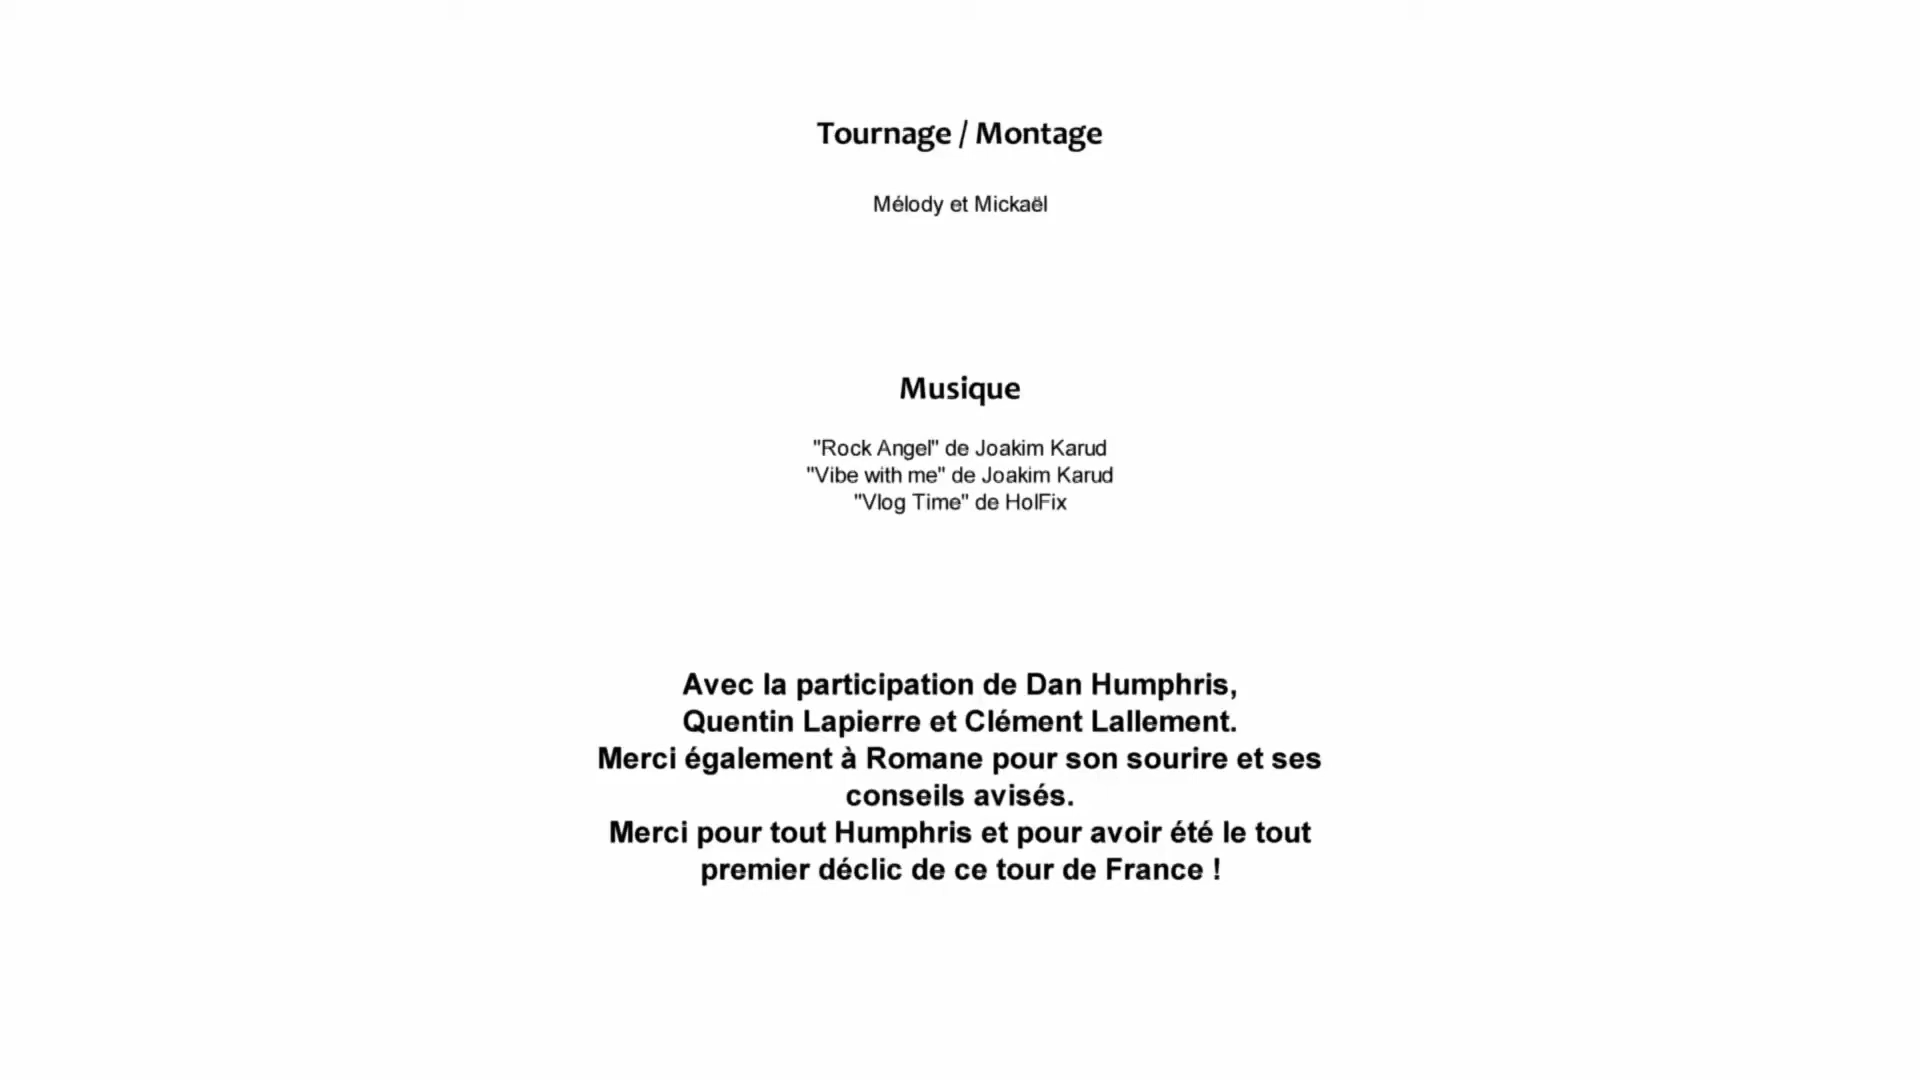 Tournage / Montage
Mélody et Mickaël
Musique
"Rock Angel" de Joakim Karud
"Vibe with me" de Joakim Karud
"Vlog Time" de HolFix
Avec la participation de Dan Humphris,
Quentin Lapierre et Clément Lallement.
Merci également à Romane pour son sourire et ses
conseils avisés.
Merci pour tout Humphris et pour avoir été le tout
premier déclic de ce tour de France !